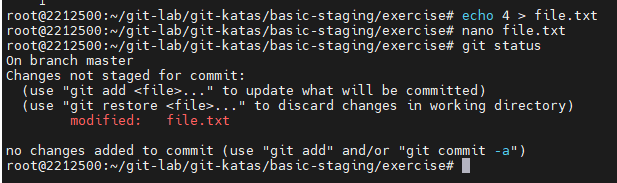 root@2212500:~/git-lab/git-katas/basic-staging/exercise# echo 4 > file.txt
root@2212500:~/git-lab/git-katas/basic-staging/exercise# nano file.txt
root@2212500:~/git-lab/git-katas/basic-staging/exercise# git status
On branch master
Changes not staged for commit:
  (use "git add <file>..." to update what will be committed)
  (use "git restore <file>..." to discard changes in working directory)
        modified:   file.txt

no changes added to commit (use "git add" and/or "git commit -a")
root@2212500:~/git-lab/git-katas/basic-staging/exercise#